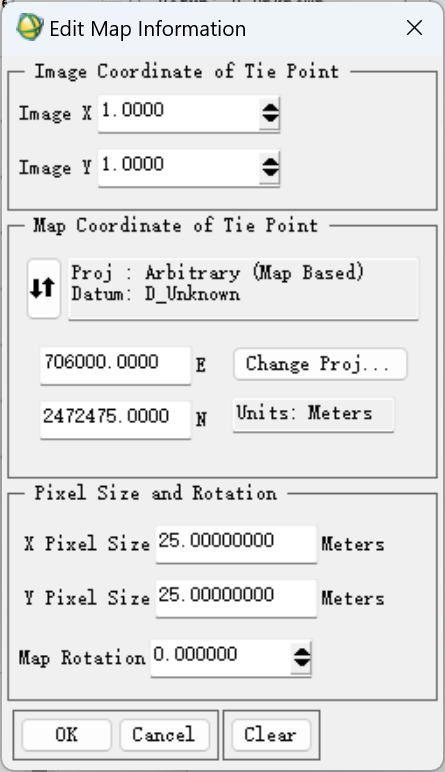 Edit Map Information
Image Coordinate of Tie Point
Image X 1.0000
Image Y 1.0000
Map Coordinate of Tie Point
Proj : Arbitrary (Map Based)
Datum: D_Unknown
706000.0000 E Change Proj...
2472475.0000 N Units: Meters
Pixel Size and Rotation
X Pixel Size 25.00000000 Meters
Y Pixel Size 25.00000000 Meters
Map Rotation 0.000000
OK Cancel Clear